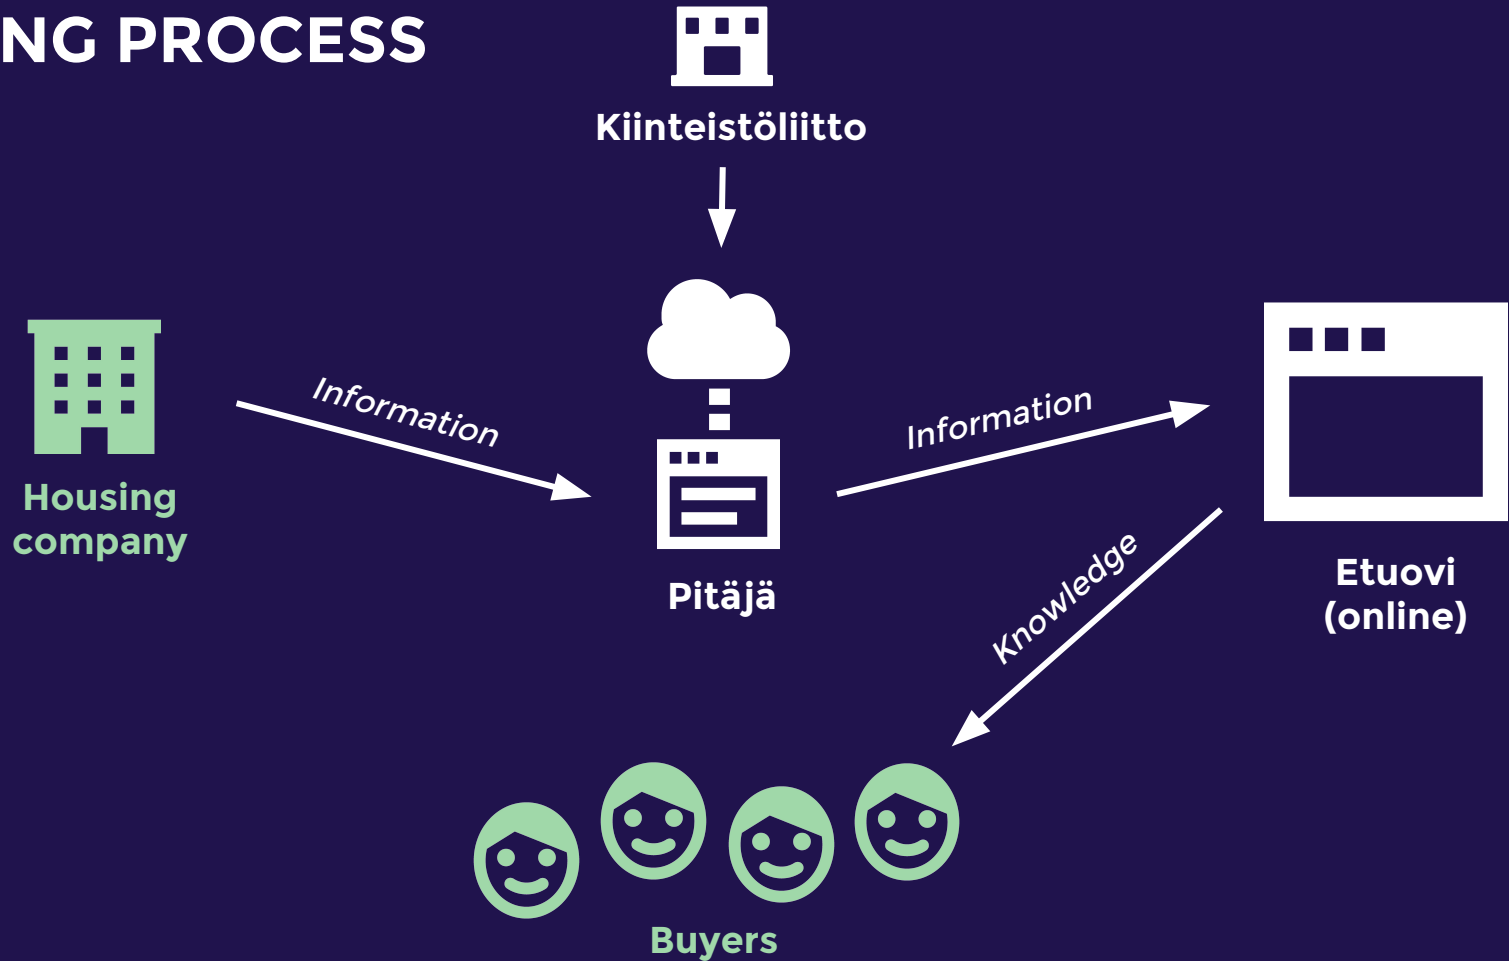 NG PROCESS
Kiinteistöliitto
Information
Information
Housing
company
Pitäjä
Knowledge
Etuovi
(online)
Buyers